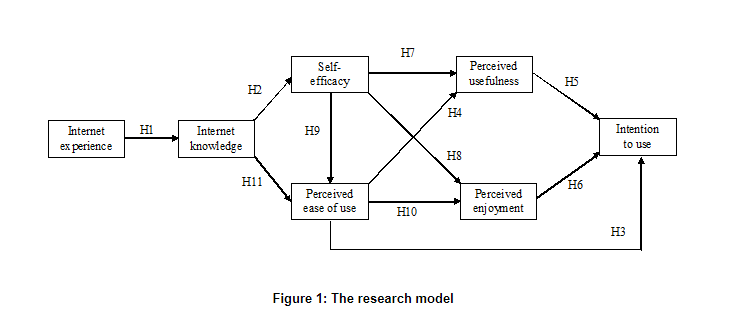 Self-
efficacy
H7
Perceived
usefulness
H2
H5
H4
Internet
experience
H1
Internet
knowledge
H9
Intention
to use
H8
H11
Perceived
ease of use
H10
Perceived
enjoyment
H6
H3
Figure 1: The research model